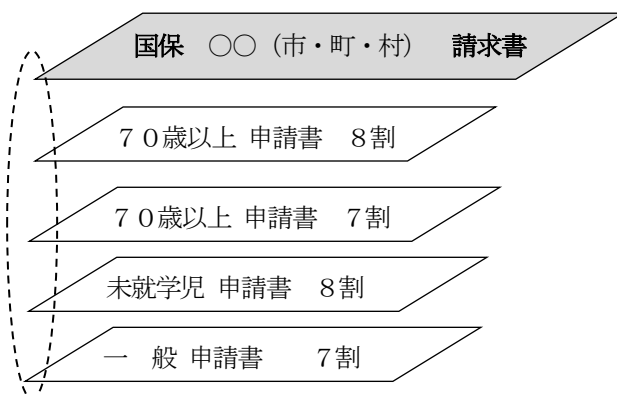 国保　○○（市・町・村）　請求書
７０歳以上 申請書　８割
７０歳以上 申請書　７割
未就学児 申請書　８割
一　般 申請書　　７割